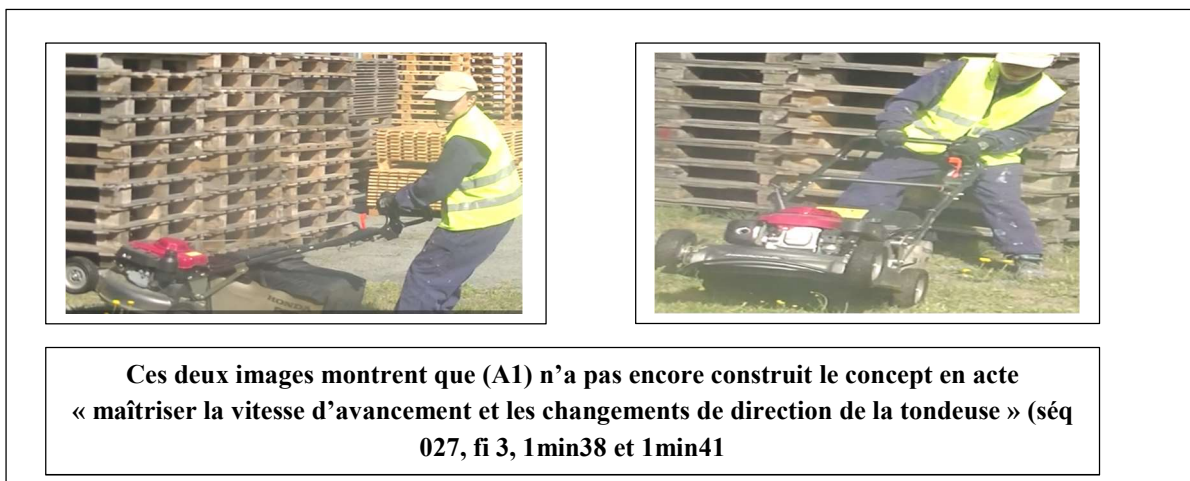 HONDA
Ces deux images montrent que (A1) n’a pas encore construit le concept en acte
« maîtriser la vitesse d’avancement et les changements de direction de la tondeuse » (séq
027, fi 3, 1min38 et 1min41